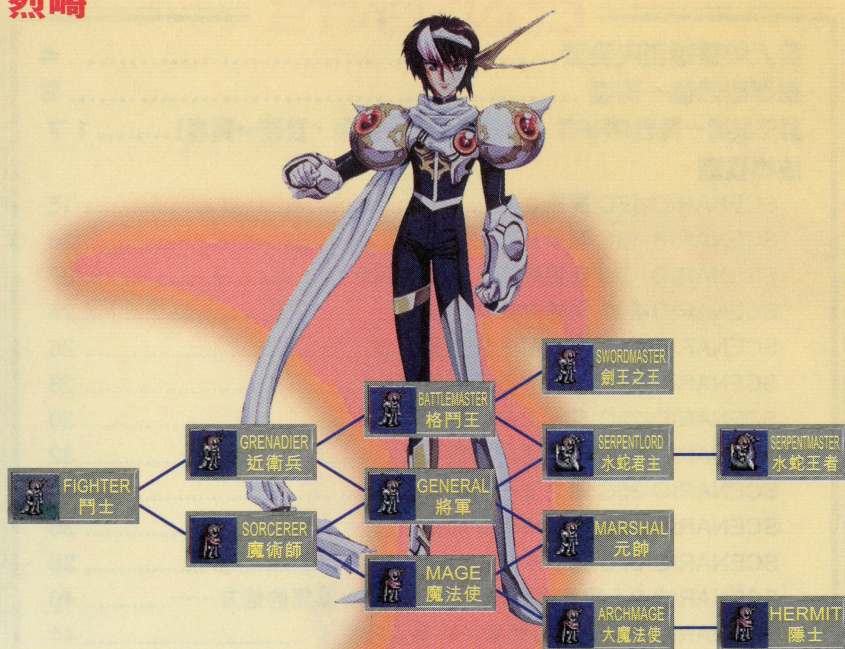 烈崎
FIGHTER
鬥士
GRENADIER
近衛兵
SORCERER
魔術師
BATTLEMASTER
格鬥王
GENERAL
將軍
MAGE
魔法使
SWORDMASTER
劍王之王
SERPENTLORD
水蛇君主
MARSHAL
元帥
ARCHMAGE
大魔法使
SERPENTMASTER
水蛇王者
HERMIT
隱士